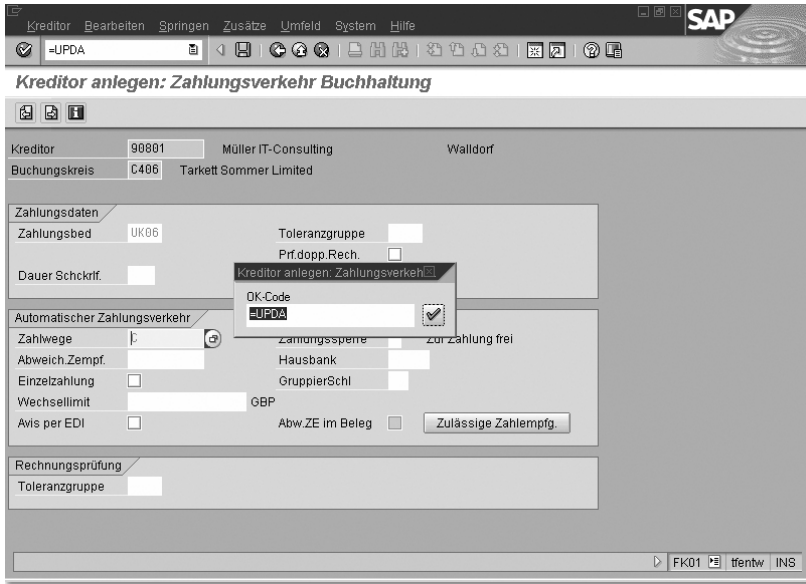 Kreditor Bearbeiten Springen Zusätze Umfeld System Hilfe
SAP
=UPDA
Kreditor anlegen: Zahlungsverkehr Buchhaltung
Kreditor 90801 Müller IT-Consulting Walldorf
Buchungskreis C406 Tarkett Sommer Limited
Zahlungsdaten
Zahlungsbed UK06 Toleranzgruppe
Prf.dopp.Rech.
Dauer Schckrlf.
Kreditor anlegen: Zahlungsverkeh
OK-Code
=UPDA
Automatischer Zahlungsverkehr
Zahlwege C Zahlungssperre Zur Zahlung frei
Abweich.Zempf. Hausbank
Einzelzahlung GruppierSchl
Wechsellimit GBP
Avis per EDI Abw.ZE im Beleg Zulässige Zahlempfg.
Rechnungsprüfung
Toleranzgruppe
FK01 tfentw INS